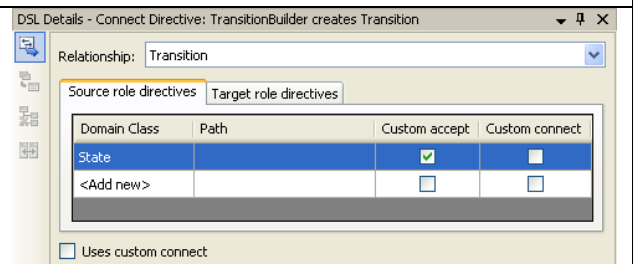 DSL Details - Connect Directive: TransitionBuilder creates Transition
Relationship: Transition
Source role directives Target role directives
Domain Class Path Custom accept Custom connect
State
<Add new>
Uses custom connect